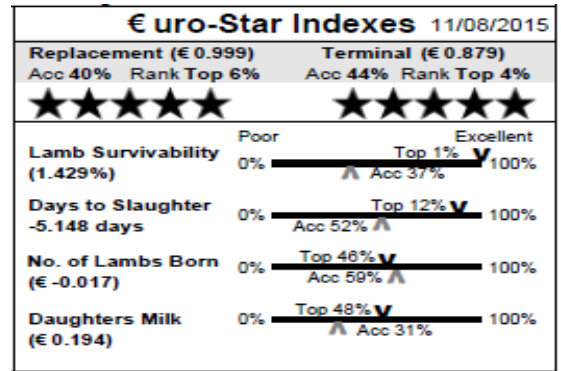 € uro-Star Indexes 11/08/2015
Replacement (€ 0.999) Terminal (€ 0.879)
Acc 40% Rank Top 6% Acc 44% Rank Top 4%
Poor Excellent
Lamb Survivability
(1.429%)
0% Top 1% 100%
Acc 37%
Days to Slaughter
-5.148 days
0% Top 12% 100%
Acc 52%
No. of Lambs Born
(€ -0.017)
0% Top 46% 100%
Acc 59%
Daughters Milk
(€ 0.194)
0% Top 48% 100%
Acc 31%